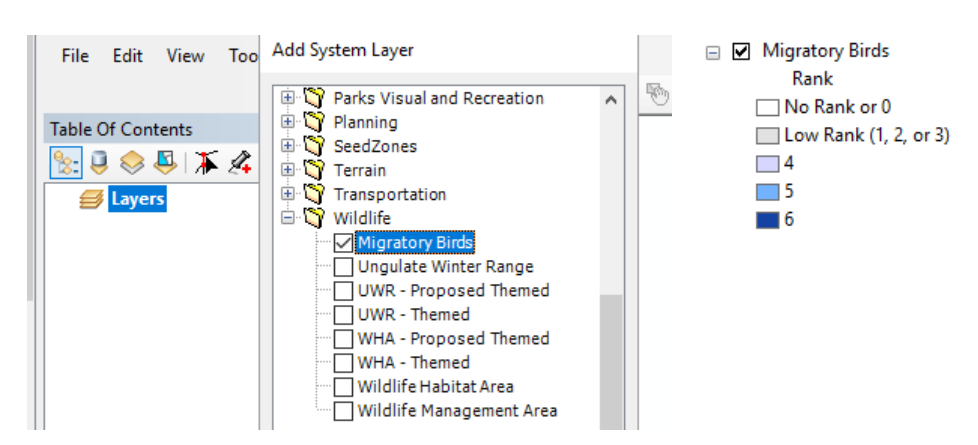 File Edit View Too
Table Of Contents
Layers
Add System Layer
Parks Visual and Recreation
Planning
SeedZones
Terrain
Transportation
Wildlife
Migratory Birds
Ungulate Winter Range
UWR - Proposed Themed
UWR - Themed
WHA - Proposed Themed
WHA - Themed
Wildlife Habitat Area
Wildlife Management Area
Migratory Birds
Rank
No Rank or 0
Low Rank (1, 2, or 3)
4
5
6